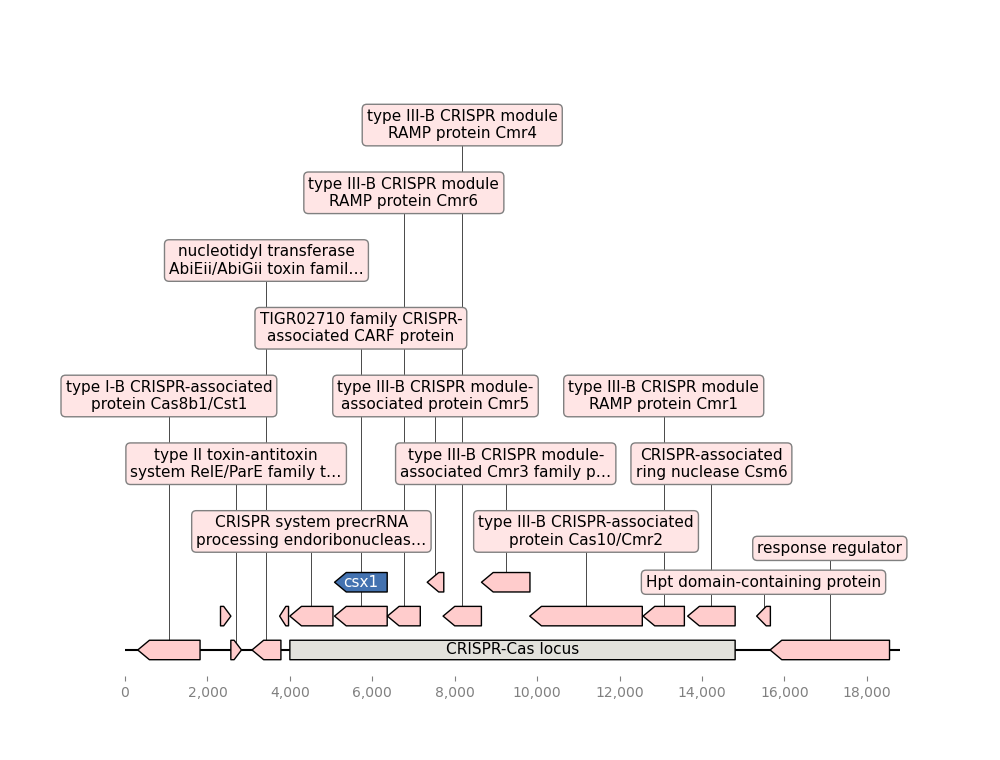 type III-B CRISPR module
RAMP protein Cmr4
type III-B CRISPR module
RAMP protein Cmr6
nucleotidyl transferase
AbiEii/AbiGii toxin famil…
TIGR02710 family CRISPR-
associated CARF protein
type I-B CRISPR-associated
protein Cas8b1/Cst1
type III-B CRISPR module-
associated protein Cmr5
type III-B CRISPR module
RAMP protein Cmr1
type II toxin-antitoxin
system RelE/ParE family t…
type III-B CRISPR module-
associated Cmr3 family p…
CRISPR-associated
ring nuclease Csm6
CRISPR system precrRNA
processing endoribonucleas…
type III-B CRISPR-associated
protein Cas10/Cmr2
response regulator
csx1
Hpt domain-containing protein
CRISPR-Cas locus
0 2,000 4,000 6,000 8,000 10,000 12,000 14,000 16,000 18,000